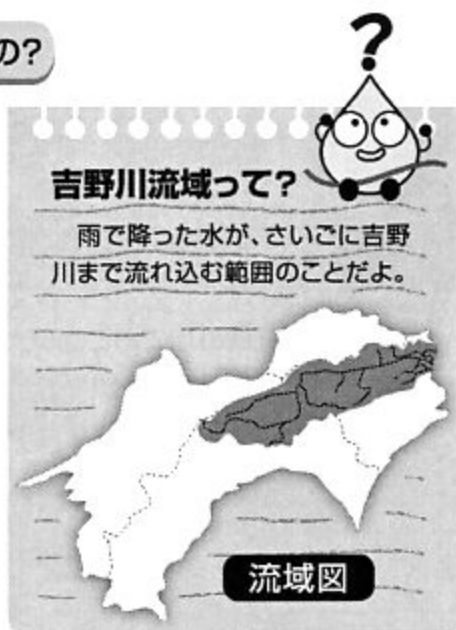 の?
?
吉野川流域って?
雨で降った水が、さいごに吉野
川まで流れ込む範囲のことだよ。
流域図